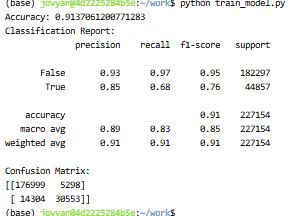 (base) jovyan@4d2225284b5e:~/work$ python train_model.py
Accuracy: 0.9137061200771283
Classification Report:
precision recall f1-score support
False 0.93 0.97 0.95 182297
True 0.85 0.68 0.76 44857
accuracy 0.91 227154
macro avg 0.89 0.83 0.85 227154
weighted avg 0.91 0.91 0.91 227154
Confusion Matrix:
[[176999 5298]
[ 14304 30553]]
(base) jovyan@4d2225284b5e:~/work$